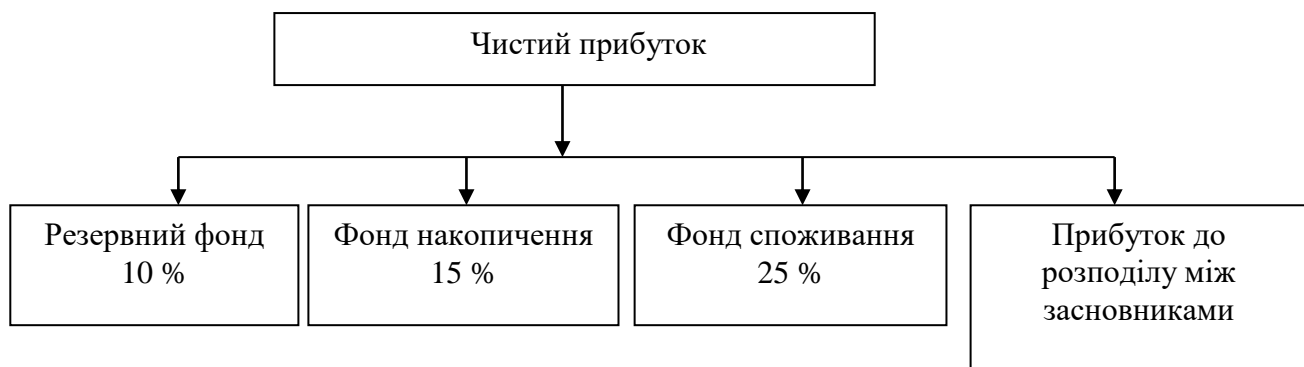 Чистий прибуток
Резервний фонд
10 %
Фонд накопичення
15 %
Фонд споживання
25 %
Прибуток до
розподілу між
засновниками